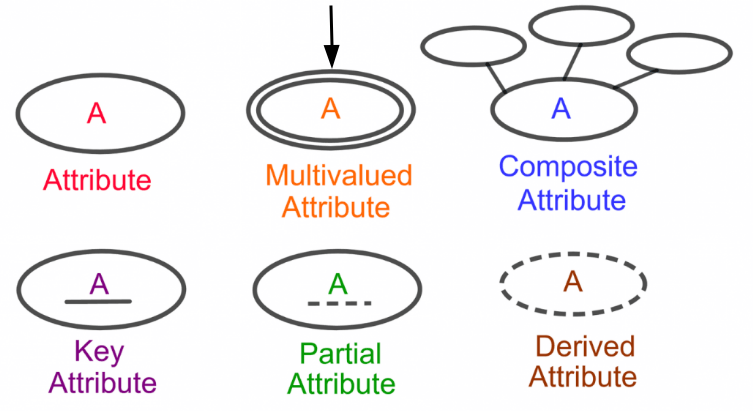 A
Attribute
A
Multivalued
Attribute
A
Composite
Attribute
A
Key
Attribute
A
Partial
Attribute
A
Derived
Attribute